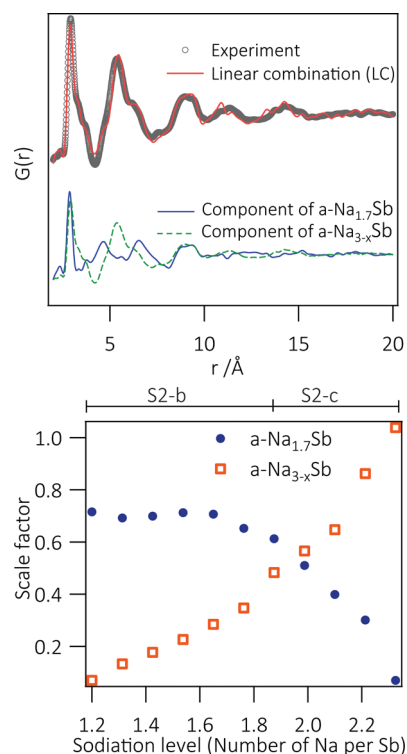 Experiment
Linear combination (LC)
G(r)
Component of a-Na1.7Sb
Component of a-Na3-xSb
5
10
15
20
r /Å
S2-b
S2-c
a-Na1.7Sb
a-Na3-xSb
Scale factor
1.0
0.8
0.6
0.4
0.2
1.2
1.4
1.6
1.8
2.0
2.2
Sodiation level (Number of Na per Sb)